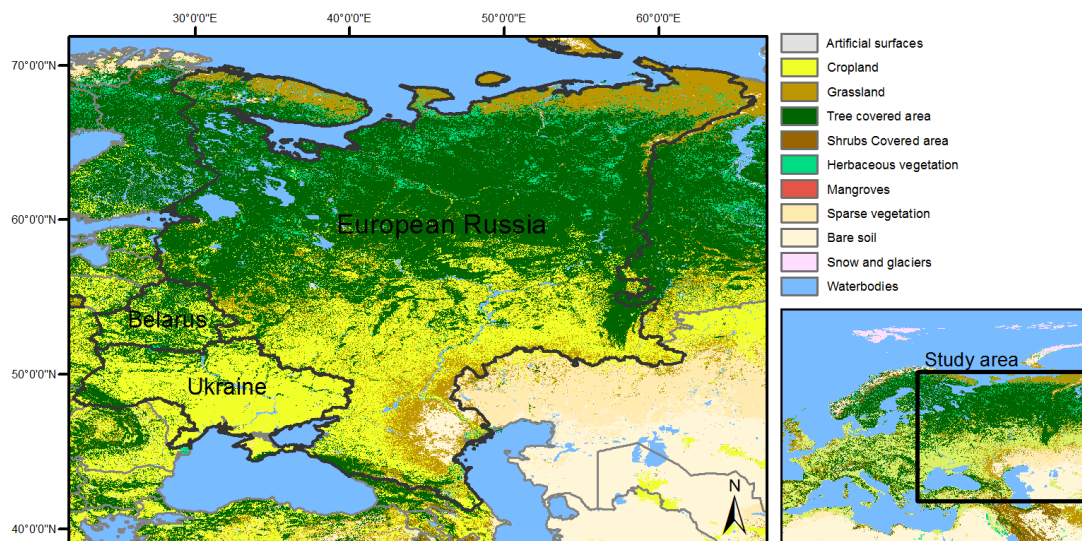 30°0'0"E 40°0'0"E 50°0'0"E 60°0'0"E
70°0'0"N
60°0'0"N
50°0'0"N
40°0'0"N
European Russia
Belarus
Ukraine
Artificial surfaces
Cropland
Grassland
Tree covered area
Shrubs Covered area
Herbaceous vegetation
Mangroves
Sparse vegetation
Bare soil
Snow and glaciers
Waterbodies
Study area
N